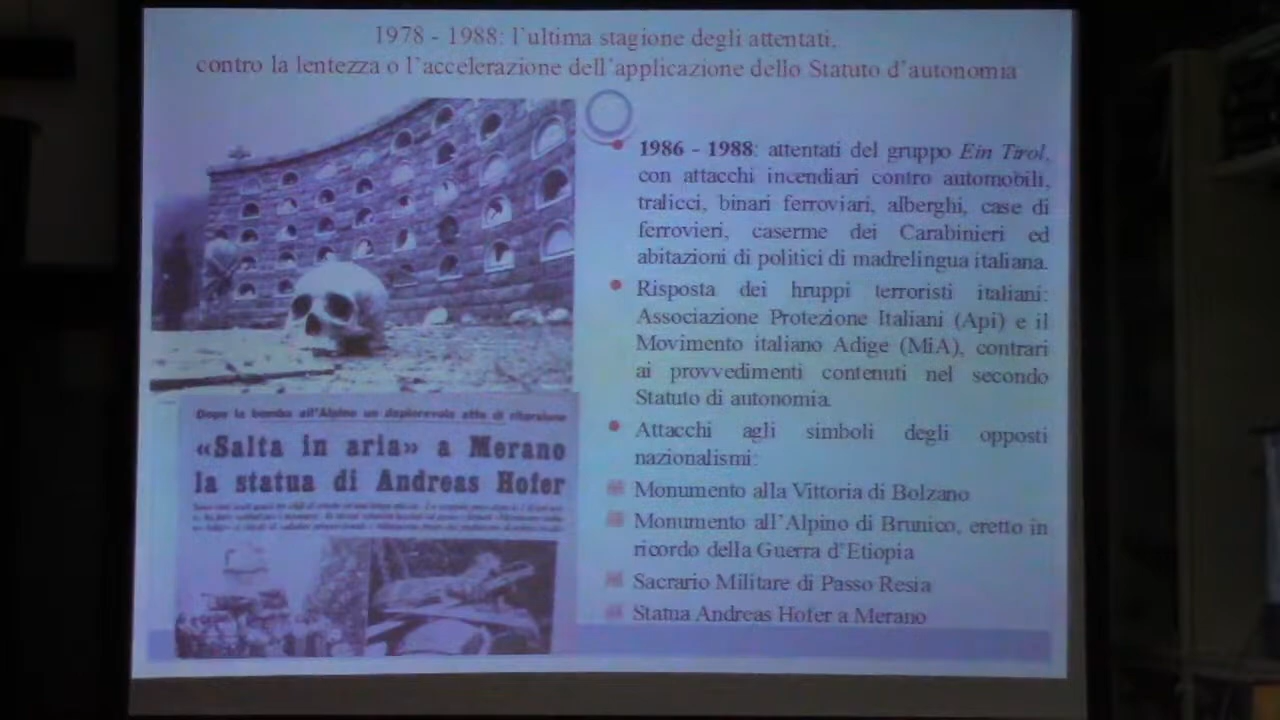 1978 - 1988: l'ultima stagione degli attentati,
contro la lentezza o l'accelerazione dell'applicazione dello Statuto d'autonomia
1986 - 1988: attentati del gruppo Ein Tirol,
con attacchi incendiari contro automobili,
tralicci, binari ferroviari, alberghi, case di
ferrovieri, caserme dei Carabinieri ed
abitazioni di politici di madrelingua italiana.
Risposta dei hruppi terroristi italiani:
Associazione Protezione Italiani (Api) e il
Movimento italiano Adige (MiA), contrari
ai provvedimenti contenuti nel secondo
Statuto di autonomia.
Attacchi agli simboli degli opposti
nazionalismi:
Monumento alla Vittoria di Bolzano
Monumento all'Alpino di Brunico, eretto in
ricordo della Guerra d'Etiopia
Sacrario Militare di Passo Resia
Statua Andreas Hofer a Merano
Dopo la bomba all'Alpino un deplorevole atto di ritorsione
«Salta in aria» a Merano
la statua di Andreas Hofer